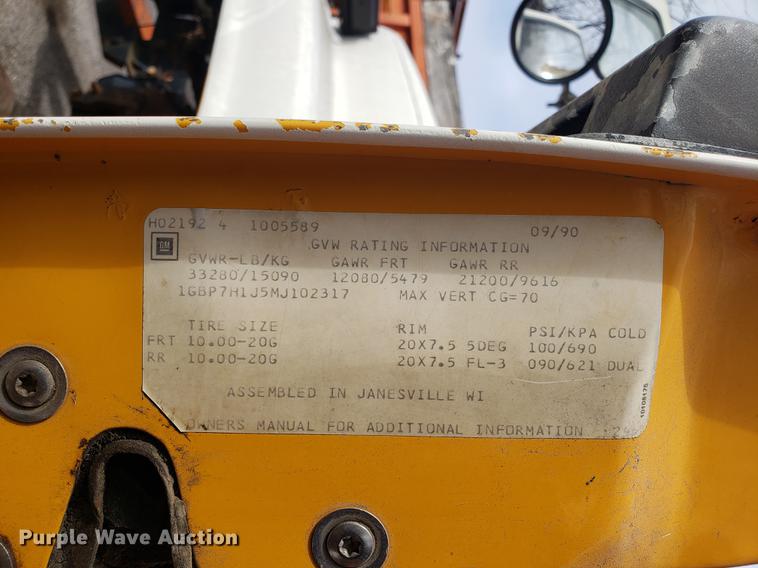 H02192 4 1005589 09/90
GM
GVW RATING INFORMATION
GVWR-LB/KG GAWR FRT GAWR RR
33280/15090 12080/5479 21200/9616
1GBP7H1J5MJ102317 MAX VERT CG=70
TIRE SIZE RIM PSI/KPA COLD
FRT 10.00-20G 20X7.5 5DEG 100/690
RR 10.00-20G 20X7.5 FL-3 090/621 DUAL
ASSEMBLED IN JANESVILLE WI
OWNERS MANUAL FOR ADDITIONAL INFORMATION
Purple Wave Auction